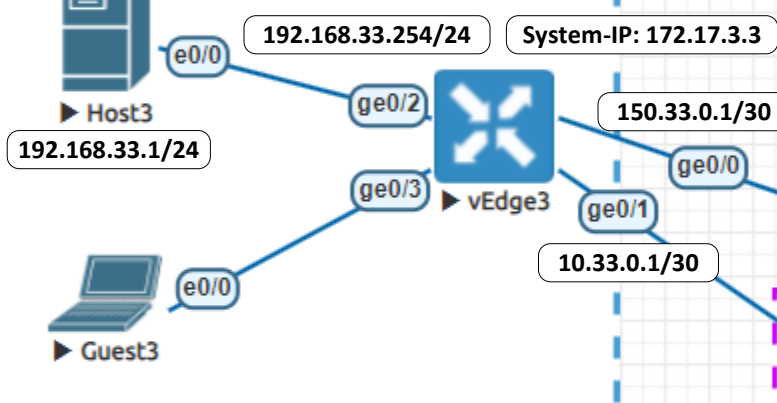 192.168.33.254/24
System-IP: 172.17.3.3
e0/0
ge0/2
Host3
150.33.0.1/30
192.168.33.1/24
ge0/0
ge0/3
vEdge3
ge0/1
10.33.0.1/30
e0/0
Guest3